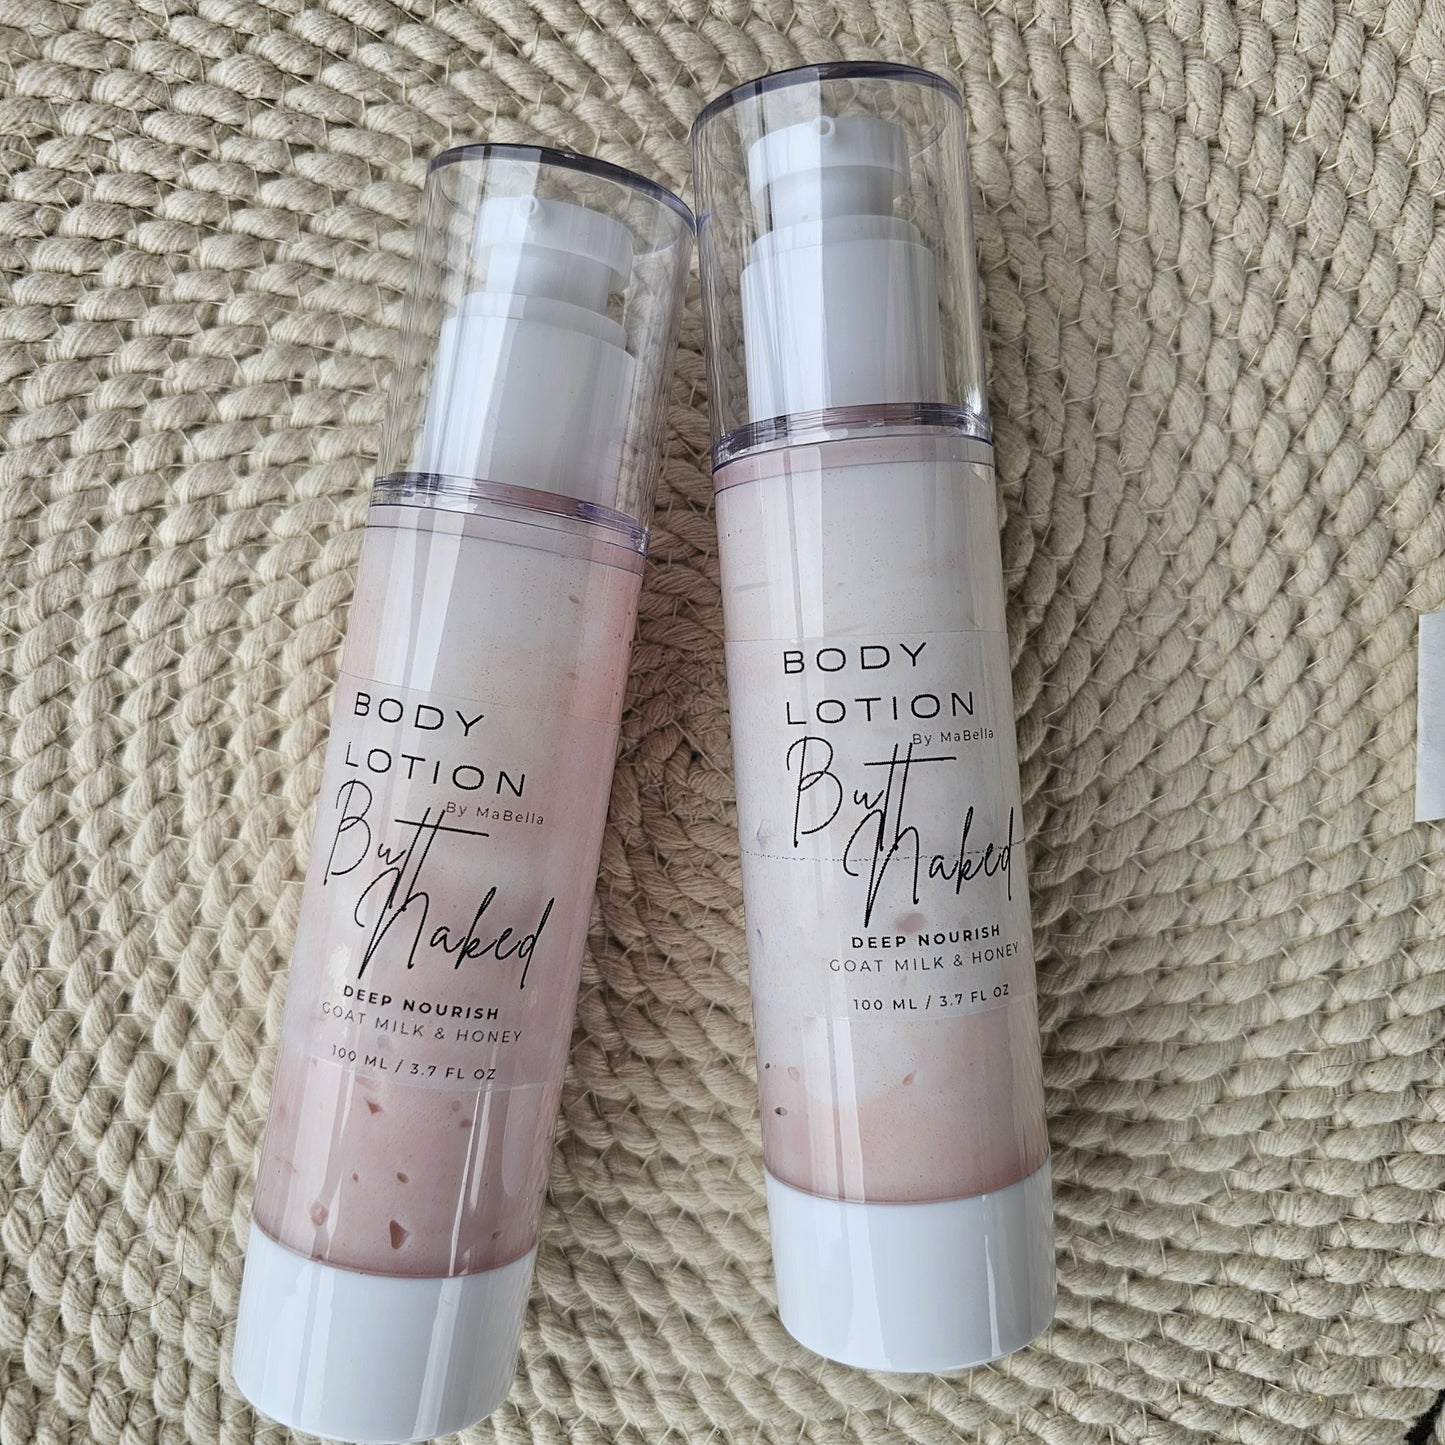 BODY
LOTION
By MaBella
Butt
Naked
DEEP NOURISH
GOAT MILK & HONEY
100 ML / 3.7 FL OZ
BODY
LOTION
By MaBella
Butt
Naked
DEEP NOURISH
GOAT MILK & HONEY
100 ML / 3.7 FL OZ